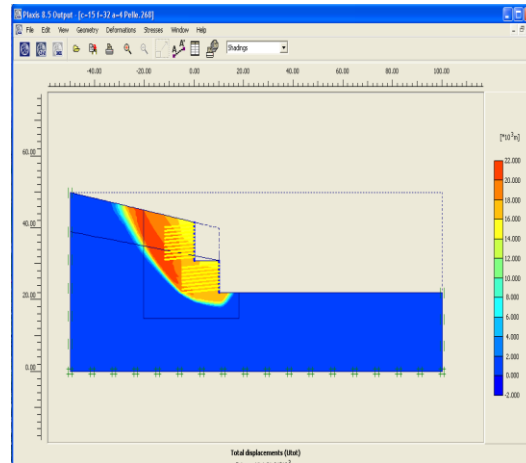 Plaxis 8.5 Output - [c=15 f=32 a=4 Pelle.268]
File Edit View Geometry Deformations Stresses Window Help
Shadings
-40.00 -20.00 0.00 20.00 40.00 60.00 80.00 100.00
[*10³m]
60.00
40.00
20.00
0.00
22.000
20.000
18.000
16.000
14.000
12.000
10.000
8.000
6.000
4.000
2.000
0.000
-2.000
Total displacements (Utot)